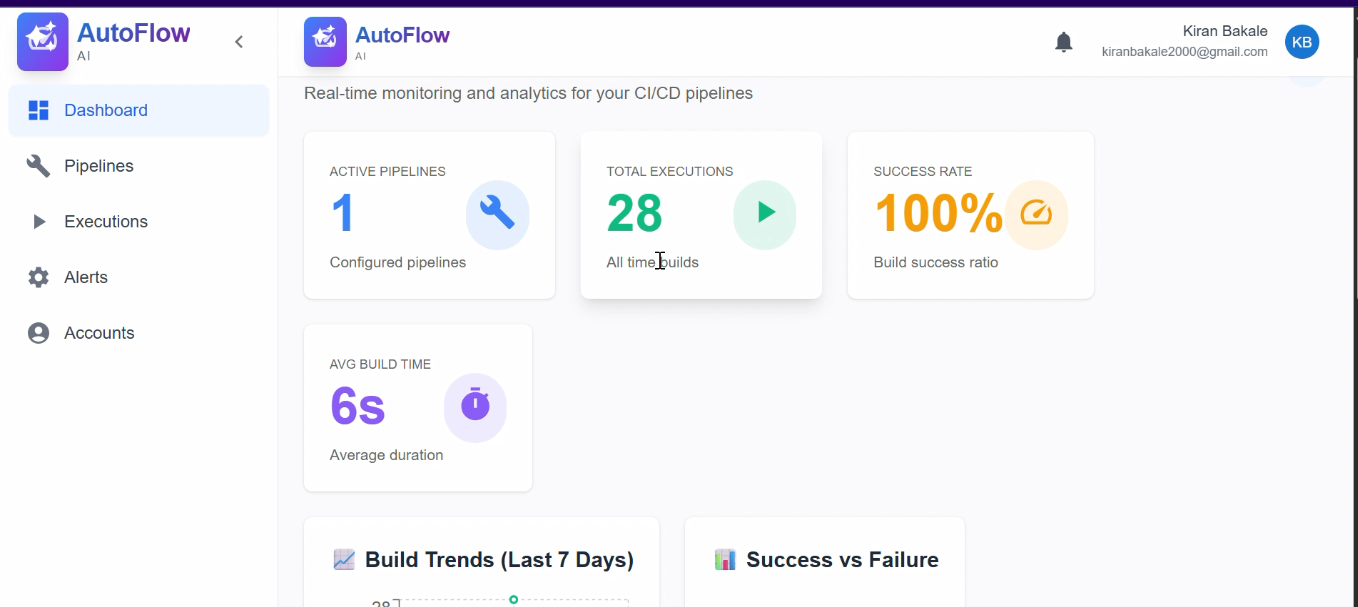 AutoFlow
AI
Dashboard
Pipelines
Executions
Alerts
Accounts
AutoFlow
AI
Kiran Bakale
kiranbakale2000@gmail.com
KB
Real-time monitoring and analytics for your CI/CD pipelines
ACTIVE PIPELINES
1
Configured pipelines
TOTAL EXECUTIONS
28
All time builds
SUCCESS RATE
100%
Build success ratio
AVG BUILD TIME
6s
Average duration
Build Trends (Last 7 Days)
28
Success vs Failure